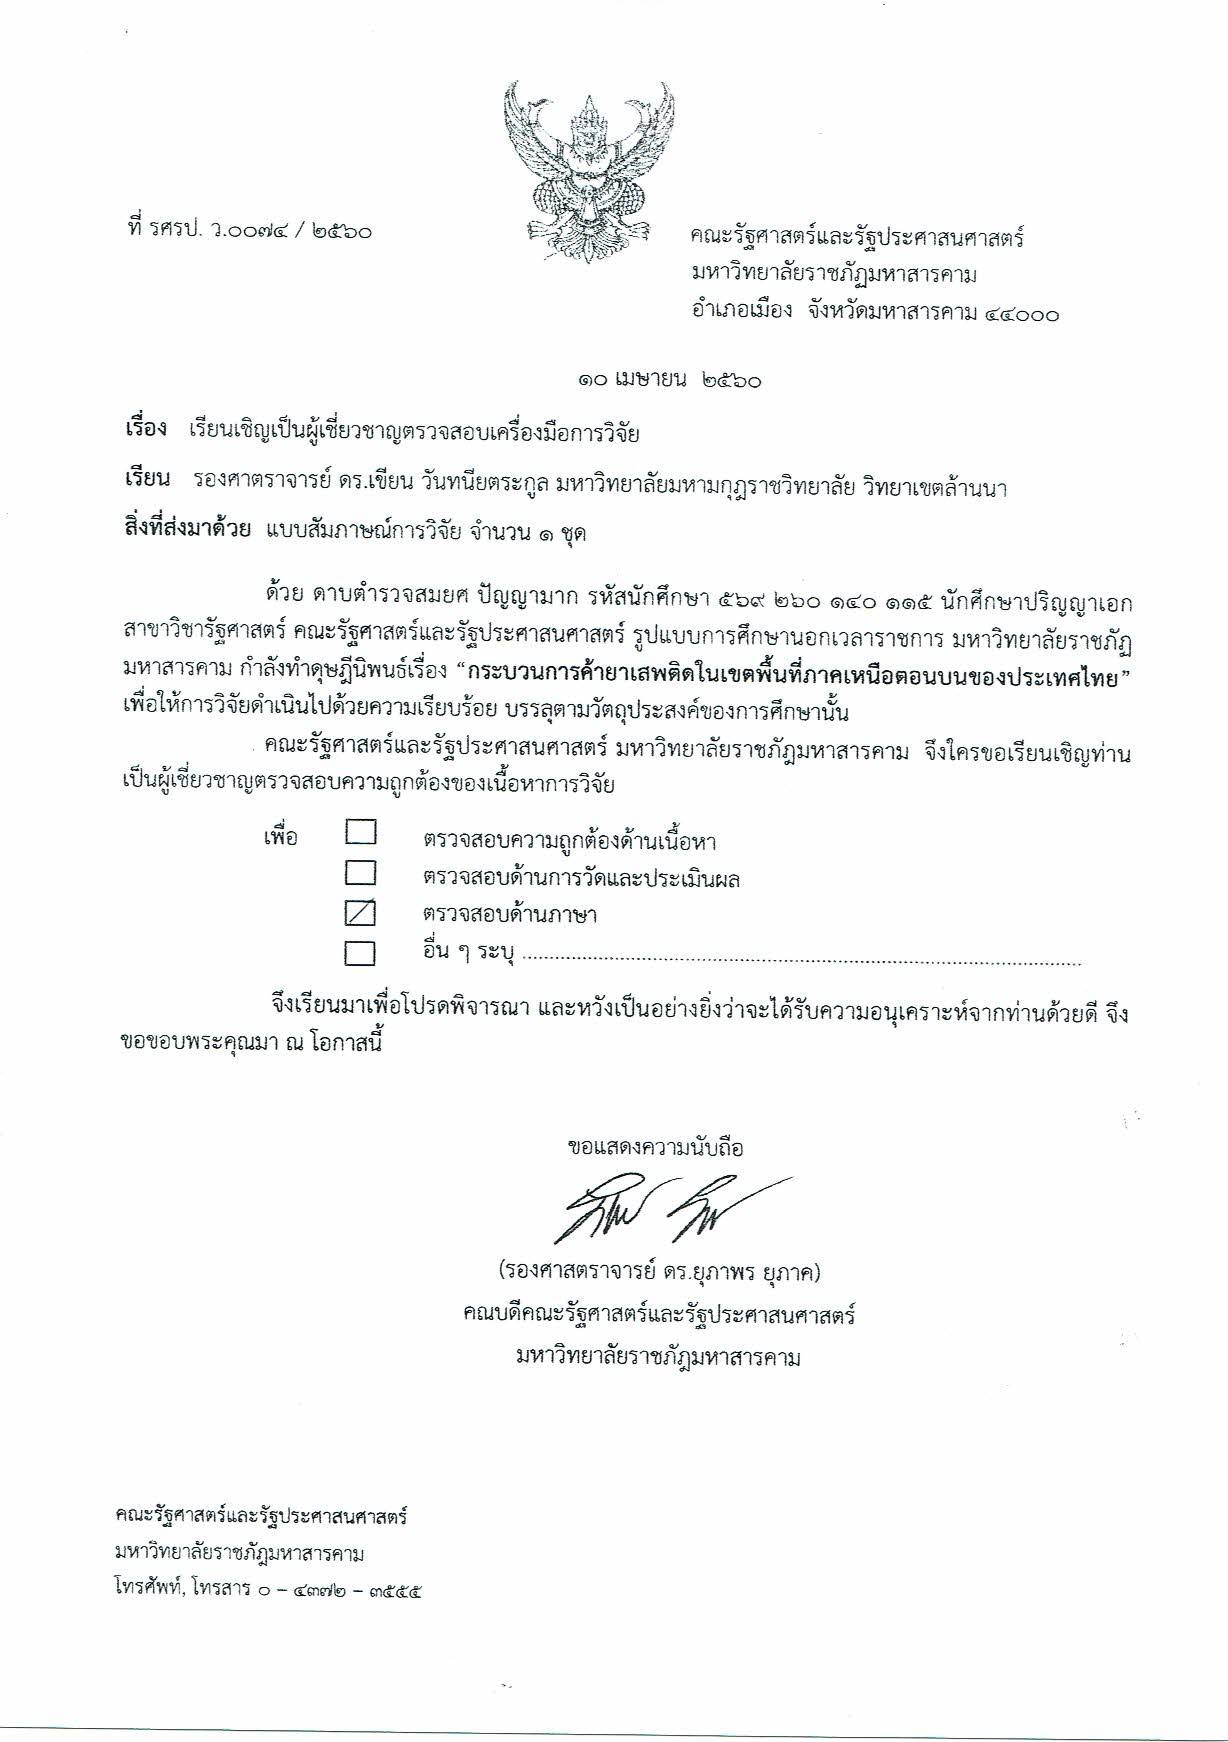 ที่ รศรป. ว.๐๐๗๔ / ๒๕๖๐
คณะรัฐศาสตร์และรัฐประศาสนศาสตร์
มหาวิทยาลัยราชภัฏมหาสารคาม
อำเภอเมือง จังหวัดมหาสารคาม ๔๔๐๐๐
๑๐ เมษายน ๒๕๖๐
เรื่อง เรียนเชิญเป็นผู้เชี่ยวชาญตรวจสอบเครื่องมือการวิจัย
เรียน รองศาตราจารย์ ดร.เขียน วันทนียตระกูล มหาวิทยาลัยมหามกุฎราชวิทยาลัย วิทยาเขตล้านนา
สิ่งที่ส่งมาด้วย แบบสัมภาษณ์การวิจัย จำนวน ๑ ชุด
ด้วย ดาบตำรวจสมยศ ปัญญามาก รหัสนักศึกษา ๕๖๙ ๒๖๐ ๑๔๐ ๑๑๕ นักศึกษาปริญญาเอก
สาขาวิชารัฐศาสตร์ คณะรัฐศาสตร์และรัฐประศาสนศาสตร์ รูปแบบการศึกษานอกเวลาราชการ มหาวิทยาลัยราชภัฏ
มหาสารคาม กำลังทำดุษฎีนิพนธ์เรื่อง “กระบวนการค้ายาเสพติดในเขตพื้นที่ภาคเหนือตอนบนของประเทศไทย”
เพื่อให้การวิจัยดำเนินไปด้วยความเรียบร้อย บรรลุตามวัตถุประสงค์ของการศึกษานั้น
คณะรัฐศาสตร์และรัฐประศาสนศาสตร์ มหาวิทยาลัยราชภัฏมหาสารคาม จึงใคร่ขอเรียนเชิญท่าน
เป็นผู้เชี่ยวชาญตรวจสอบความถูกต้องของเนื้อหาการวิจัย
เพื่อ ตรวจสอบความถูกต้องด้านเนื้อหา
ตรวจสอบด้านการวัดและประเมินผล
ตรวจสอบด้านภาษา
อื่น ๆ ระบุ ..........................................................................................................
จึงเรียนมาเพื่อโปรดพิจารณา และหวังเป็นอย่างยิ่งว่าจะได้รับความอนุเคราะห์จากท่านด้วยดี จึง
ขอขอบพระคุณมา ณ โอกาสนี้
ขอแสดงความนับถือ
(รองศาสตราจารย์ ดร.ยุภาพร ยุภาค)
คณบดีคณะรัฐศาสตร์และรัฐประศาสนศาสตร์
มหาวิทยาลัยราชภัฏมหาสารคาม
คณะรัฐศาสตร์และรัฐประศาสนศาสตร์
มหาวิทยาลัยราชภัฏมหาสารคาม
โทรศัพท์, โทรสาร ๐ – ๔๓๗๒ – ๓๕๕๕